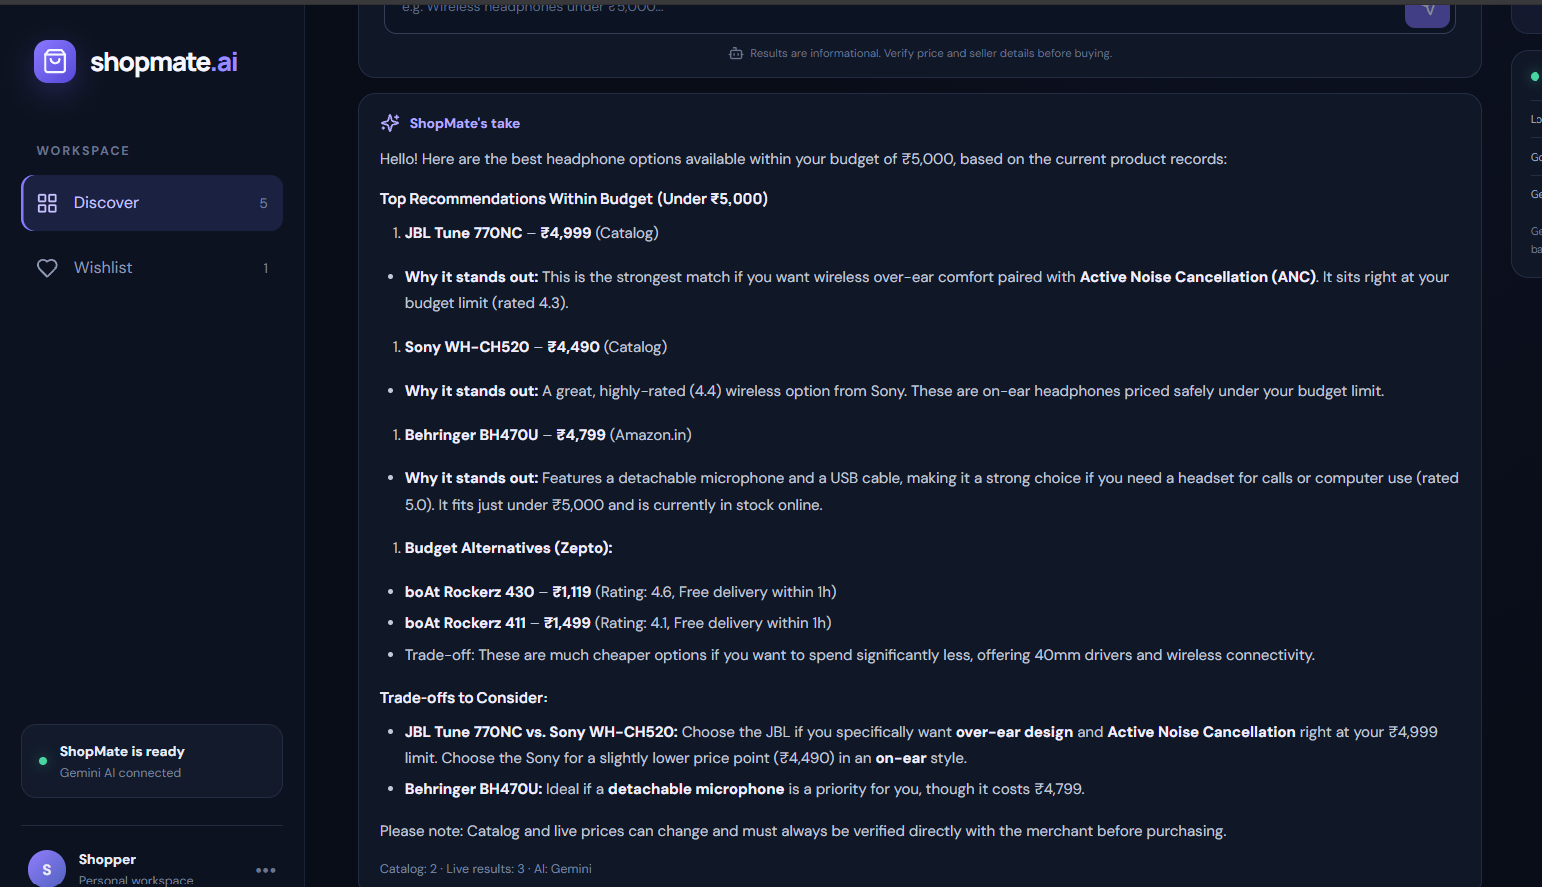 e.g. Wireless headphones under ₹5,000...
shopmate.ai
Results are informational. Verify price and seller details before buying.
WORKSPACE
Discover 5
Wishlist 1
ShopMate's take
Hello! Here are the best headphone options available within your budget of ₹5,000, based on the current product records:
Top Recommendations Within Budget (Under ₹5,000)
1. JBL Tune 770NC – ₹4,999 (Catalog)
• Why it stands out: This is the strongest match if you want wireless over-ear comfort paired with Active Noise Cancellation (ANC). It sits right at your
budget limit (rated 4.3).
1. Sony WH-CH520 – ₹4,490 (Catalog)
• Why it stands out: A great, highly-rated (4.4) wireless option from Sony. These are on-ear headphones priced safely under your budget limit.
1. Behringer BH470U – ₹4,799 (Amazon.in)
• Why it stands out: Features a detachable microphone and a USB cable, making it a strong choice if you need a headset for calls or computer use (rated
5.0). It fits just under ₹5,000 and is currently in stock online.
1. Budget Alternatives (Zepto):
• boAt Rockerz 430 – ₹1,119 (Rating: 4.6, Free delivery within 1h)
• boAt Rockerz 411 – ₹1,499 (Rating: 4.1, Free delivery within 1h)
• Trade-off: These are much cheaper options if you want to spend significantly less, offering 40mm drivers and wireless connectivity.
Trade-offs to Consider:
• JBL Tune 770NC vs. Sony WH-CH520: Choose the JBL if you specifically want over-ear design and Active Noise Cancellation right at your ₹4,999
limit. Choose the Sony for a slightly lower price point (₹4,490) in an on-ear style.
• Behringer BH470U: Ideal if a detachable microphone is a priority for you, though it costs ₹4,799.
Please note: Catalog and live prices can change and must always be verified directly with the merchant before purchasing.
Catalog: 2 · Live results: 3 · AI: Gemini
ShopMate is ready
Gemini AI connected
S
Shopper
Personal workspace